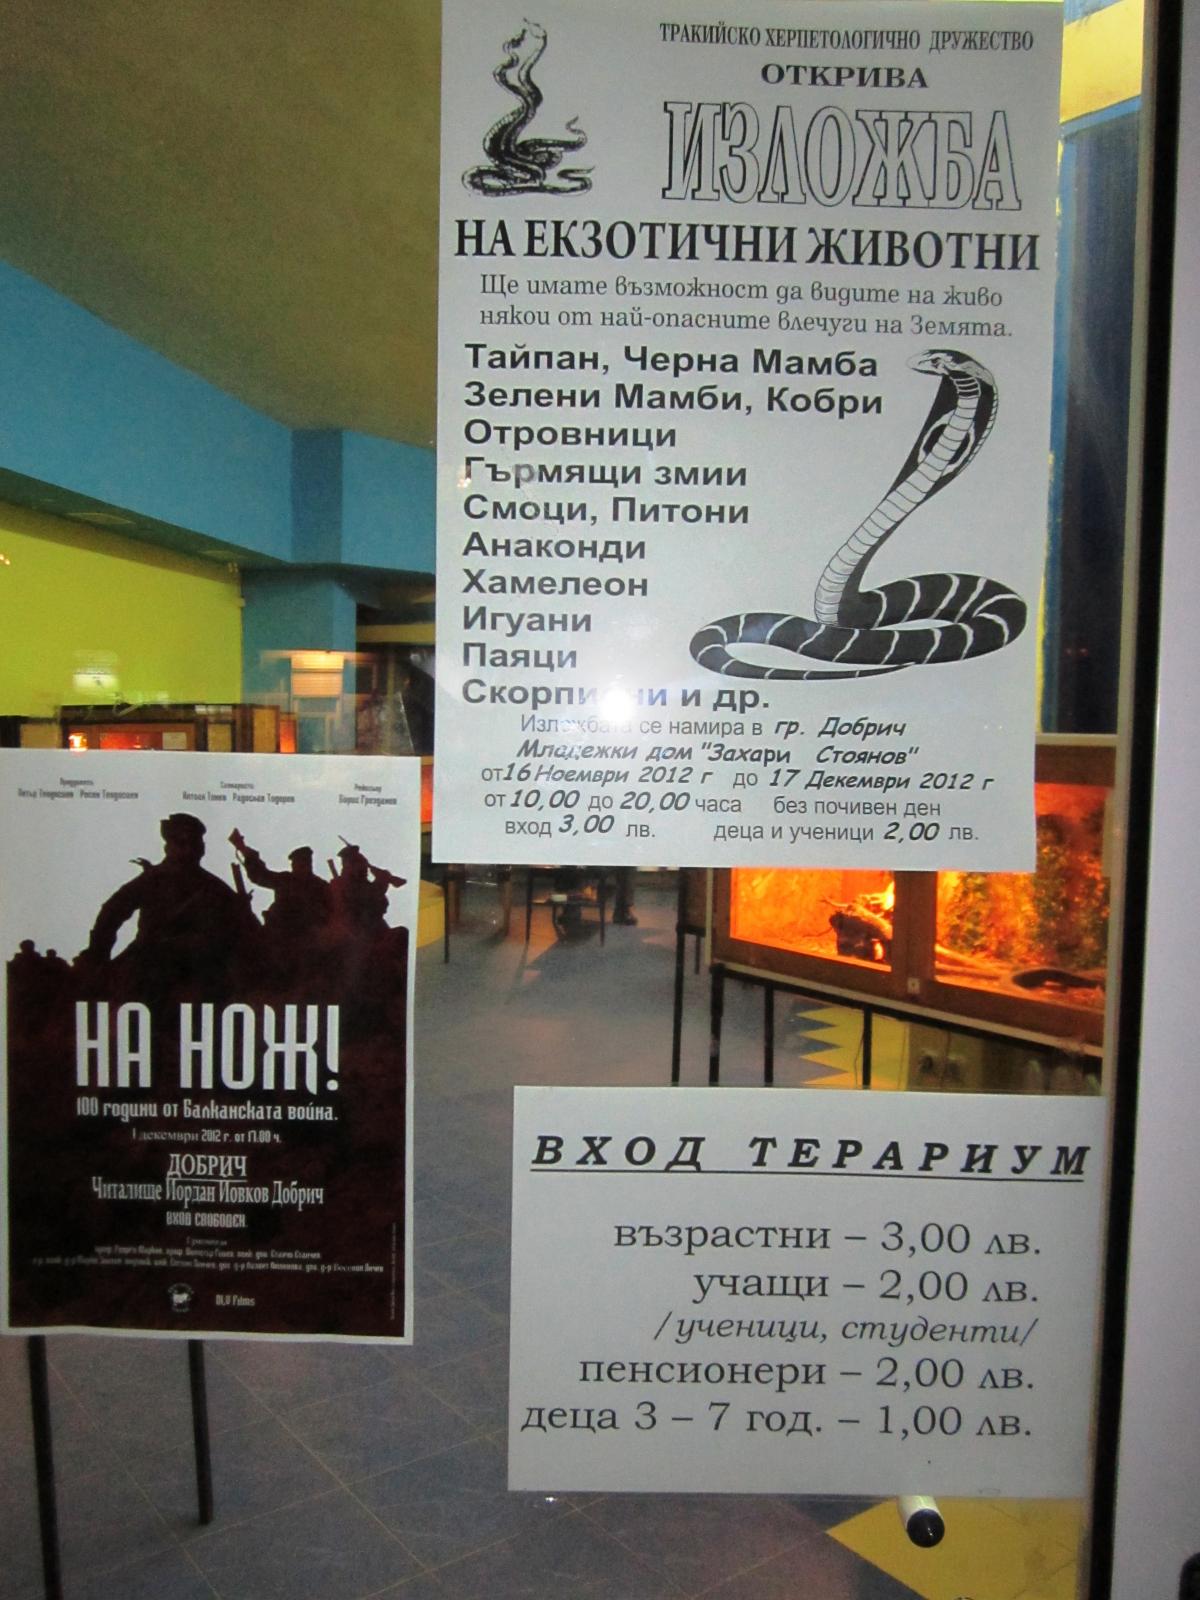 ТРАКИЙСКО ХЕРПЕТОЛОГИЧНО ДРУЖЕСТВО
ОТКРИВА
ИЗЛОЖБА
НА ЕКЗОТИЧНИ ЖИВОТНИ
Ще имате възможност да видите на живо
някои от най-опасните влечуги на Земята.
Тайпан, Черна Мамба
Зелени Мамби, Кобри
Отровници
Гърмящи змии
Смоци, Питони
Анаконди
Хамелеон
Игуани
Паяци
Скорпиони и др.
Изложбата се намира в гр. Добрич
Младежки дом "Захари Стоянов"
от 16 Ноември 2012 г до 17 Декември 2012 г
от 10,00 до 20,00 часа без почивен ден
вход 3,00 лв. деца и ученици 2,00 лв.
НА НОЖ!
100 години от Балканската война.
1 декември 2012 г. от 17.00 ч.
ДОБРИЧ
Читалище Йордан Йовков Добрич
ВХОД СВОБОДЕН.
DLV Films
ВХОД ТЕРАРИУМ
възрастни – 3,00 лв.
учащи – 2,00 лв.
/ученици, студенти/
пенсионери – 2,00 лв.
деца 3 – 7 год. – 1,00 лв.